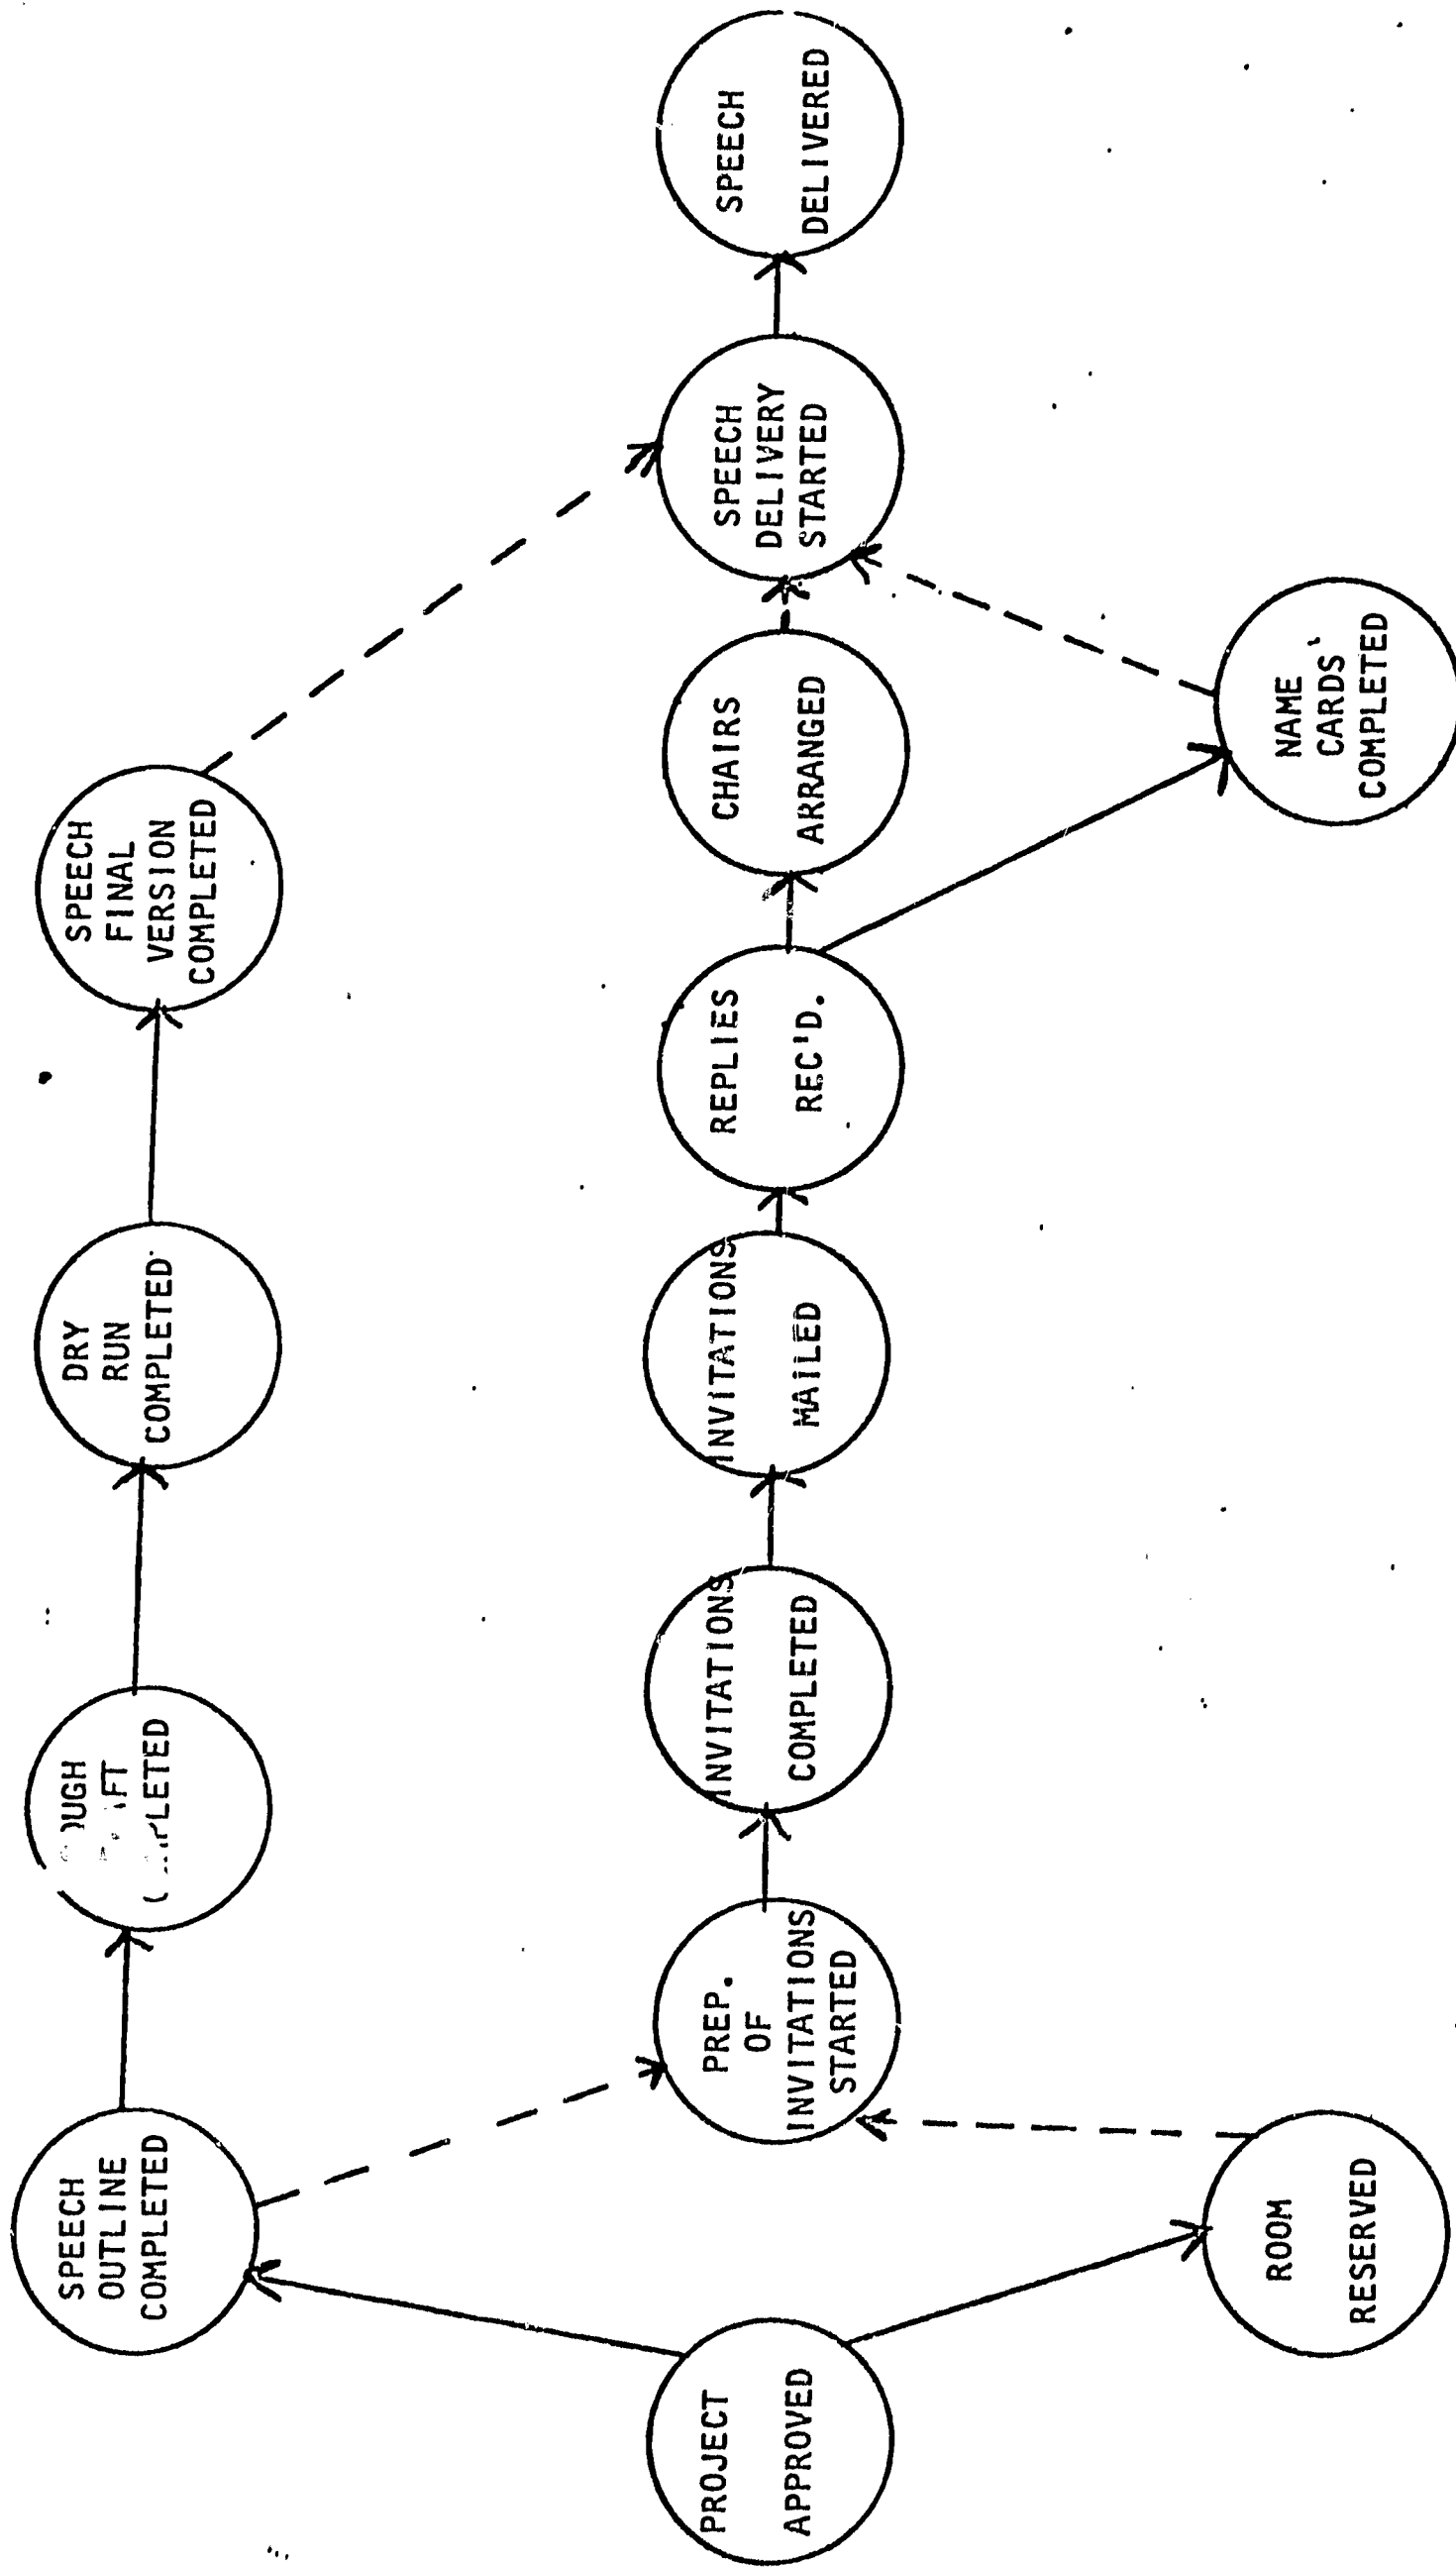 SPEECH
OUTLINE
COMPLETED
DRY
RUN
COMPLETED
SPEECH
FINAL
VERSION
COMPLETED
PROJECT
APPROVED
PREP.
OF
INVITATIONS
STARTED
INVITATIONS
COMPLETED
INVITATIONS
MAILED
REPLIES
REC'D.
CHAIRS
ARRANGED
SPEECH
DELIVERY
STARTED
SPEECH
DELIVERED
ROOM
RESERVED
NAME
CARDS
COMPLETED